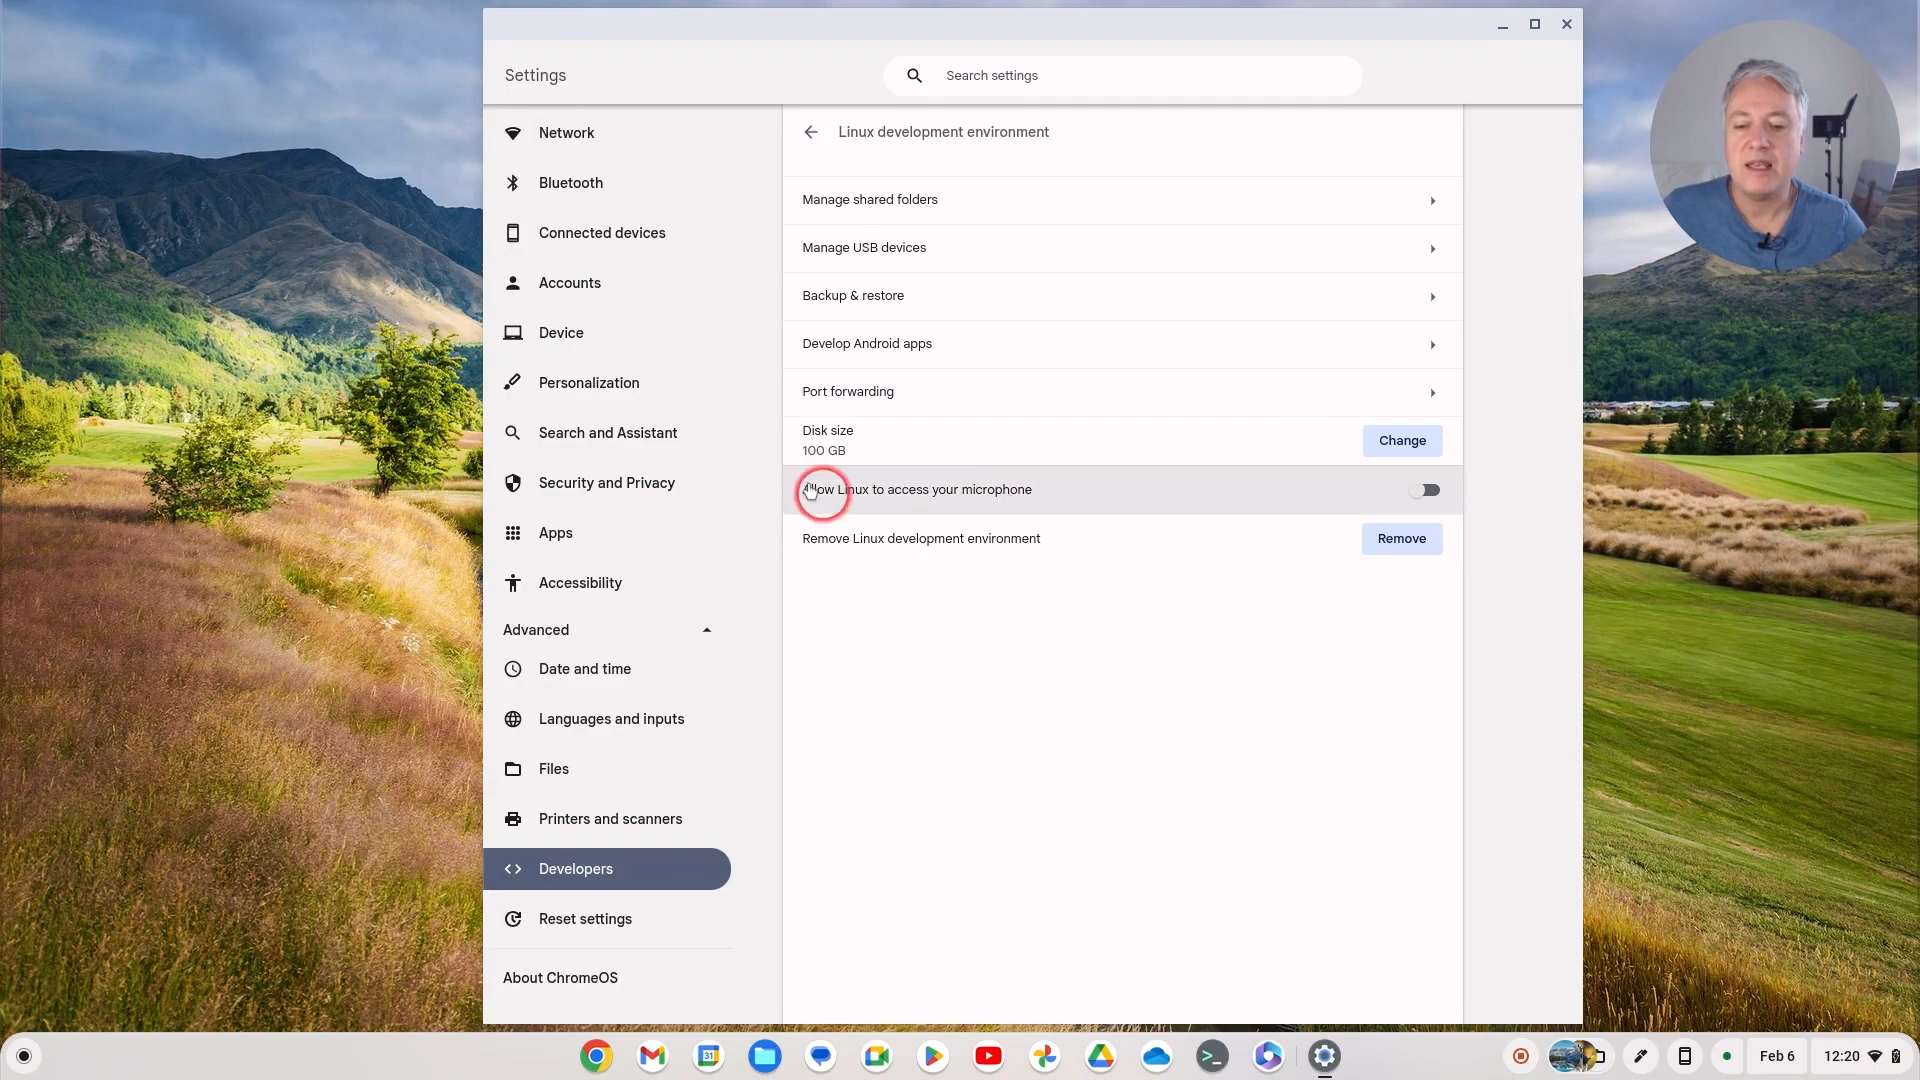 Settings
Search settings
Network
Bluetooth
Connected devices
Accounts
Device
Personalization
Search and Assistant
Security and Privacy
Apps
Accessibility
Advanced
Date and time
Languages and inputs
Files
Printers and scanners
Developers
Reset settings
About ChromeOS
Linux development environment
Manage shared folders
Manage USB devices
Backup & restore
Develop Android apps
Port forwarding
Disk size
100 GB
Change
Allow Linux to access your microphone
Remove Linux development environment
Remove
31
Feb 6
12:20